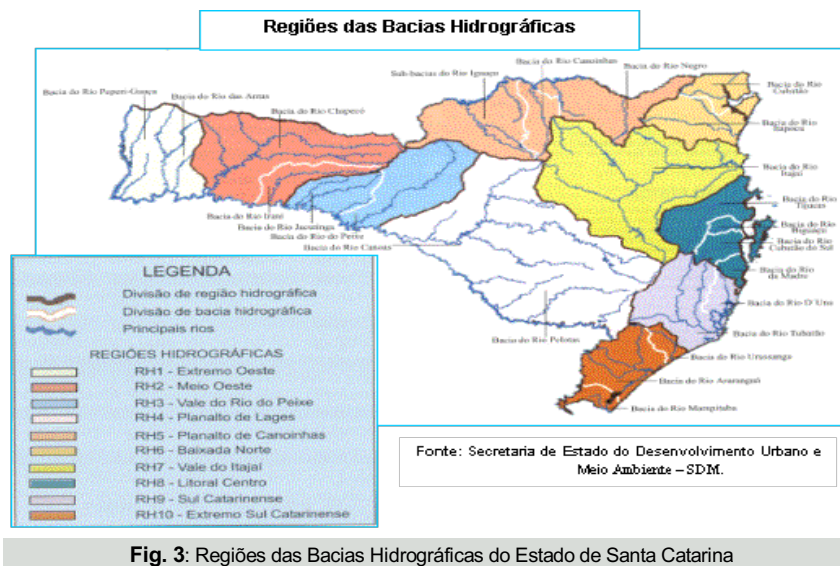 Regiões das Bacias Hidrográficas
Sub-bacias do Rio Iguaçu
Bacia do Rio Canoinhas
Bacia do Rio Negro
Bacia do Rio
Cubatão
Bacia do Rio Peperi-Guaçu
Bacia do Rio das Antas
Bacia do Rio Chapecó
Bacia do Rio
Itapocu
Bacia do Rio
Itajaí
Bacia do Rio
Tijucas
Bacia do Rio Irani
Bacia do Rio Jacutinga
Bacia do Rio do Peixe
Bacia do Rio Canoas
Bacia do Rio
Biguaçu
Bacia do Rio
Cubatão do Sul
Bacia do Rio
da Madre
Bacia do Rio D'Una
Bacia do Rio Tubarão
Bacia do Rio Pelotas
Bacia do Rio Urussanga
Bacia do Rio Araranguá
Bacia do Rio Mampituba
LEGENDA
Divisão de região hidrográfica
Divisão de bacia hidrográfica
Principais rios
REGIÕES HIDROGRÁFICAS
RH1 - Extremo Oeste
RH2 - Meio Oeste
RH3 - Vale do Rio do Peixe
RH4 - Planalto de Lages
RH5 - Planalto de Canoinhas
RH6 - Baixada Norte
RH7 - Vale do Itajaí
RH8 - Litoral Centro
RH9 - Sul Catarinense
RH10 - Extremo Sul Catarinense
Fonte: Secretaria de Estado do Desenvolvimento Urbano e
Meio Ambiente – SDM.
Fig. 3: Regiões das Bacias Hidrográficas do Estado de Santa Catarina